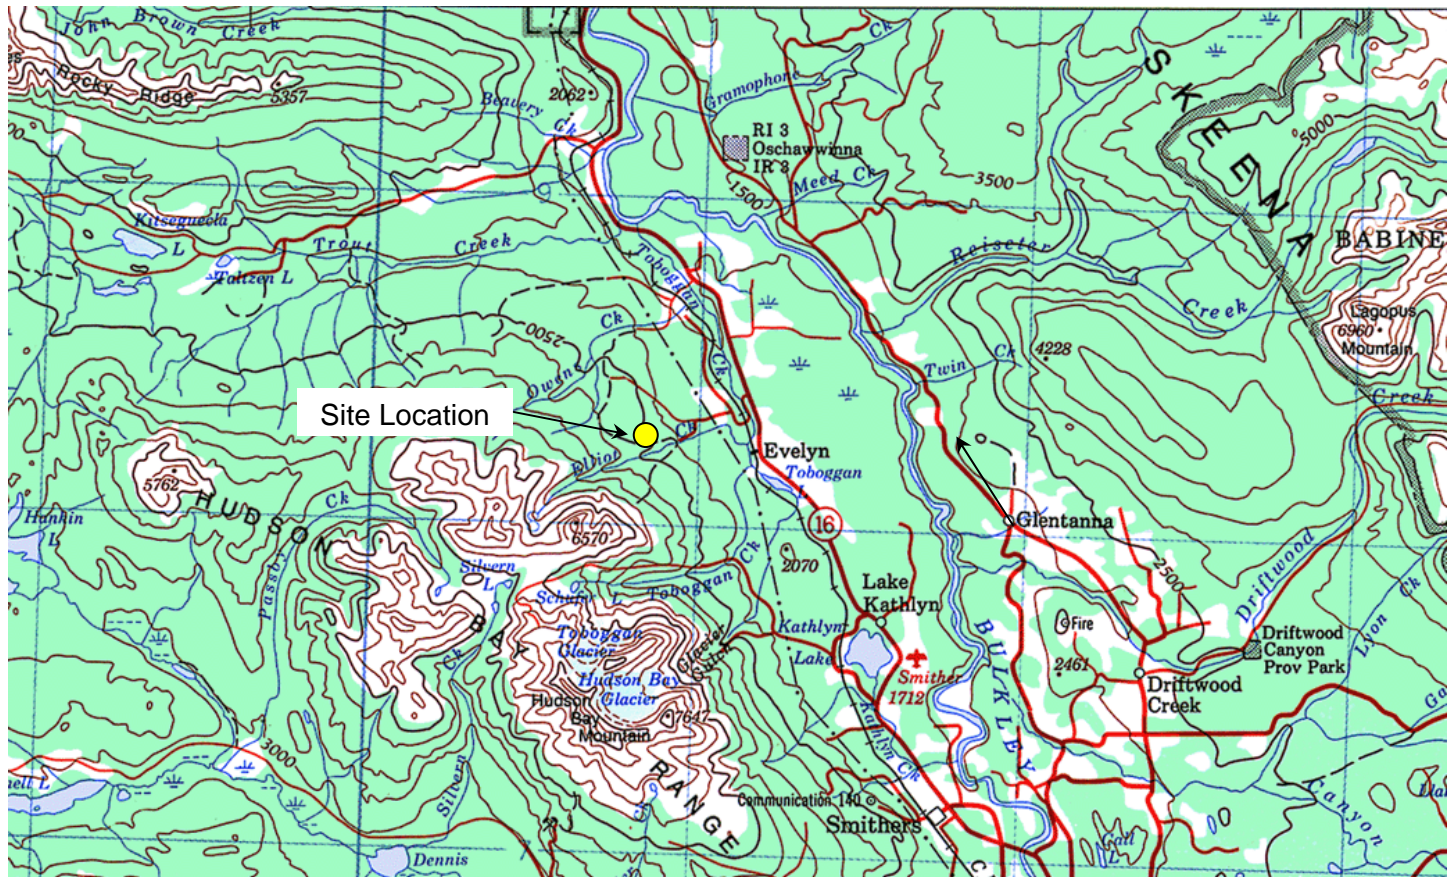 John Brown Creek
Rocky Ridge
5357
2062
Beavery Ck
Gramophone Ck
RI 3
Oschawwinna
IR 3
1500
Meed Ck
3500
SKEENA
5000
BABINE
Lagopus
6960
Mountain
Kitseguecla
L
Taltzen L
Trout Creek
Toboggan Ck
Reiseter Creek
2500
Owens Ck
Twin Ck
4228
Creek
Site Location
Elliot Ck
Evelyn
Toboggan
L
16
Glentanna
5762
HUDSON BAY RANGE
Hankin
L
Passby Ck
6570
Silvern
L
Schufer L
Toboggan Ck
2070
Toboggan
Glacier
Hudson Bay
Glacier
Glacier
Gulch
Hudson
Bay
Mountain
7647
Lake
Kathlyn
Kathlyn
Lake
Smither
1712
Kathlyn Ck
BULKLEY
Fire
2461
2500
Driftwood
Driftwood
Canyon
Prov Park
Driftwood
Creek
Lyon Ck
Canyon
3000
Silvern Ck
Ck
Dennis
Communication 140
Smithers
Gull
L